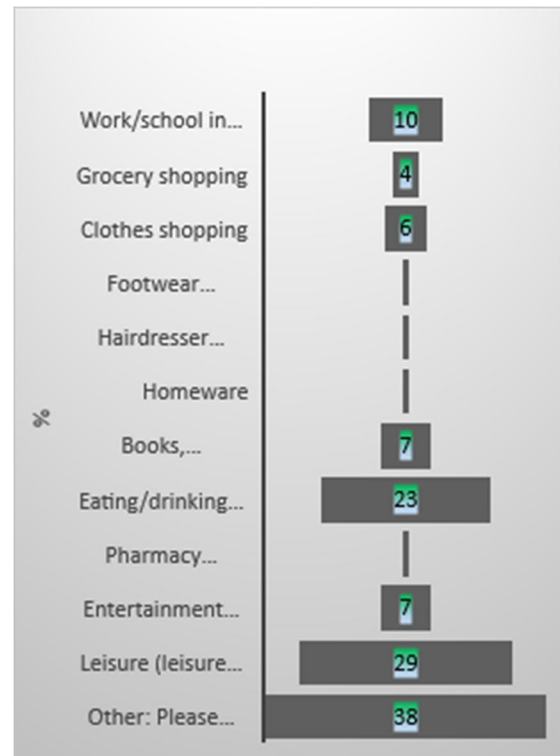 Work/school in... 10
Grocery shopping 4
Clothes shopping 6
Footwear...
Hairdresser...
Homeware
%
Books,... 7
Eating/drinking... 23
Pharmacy...
Entertainment... 7
Leisure (leisure... 29
Other: Please... 38